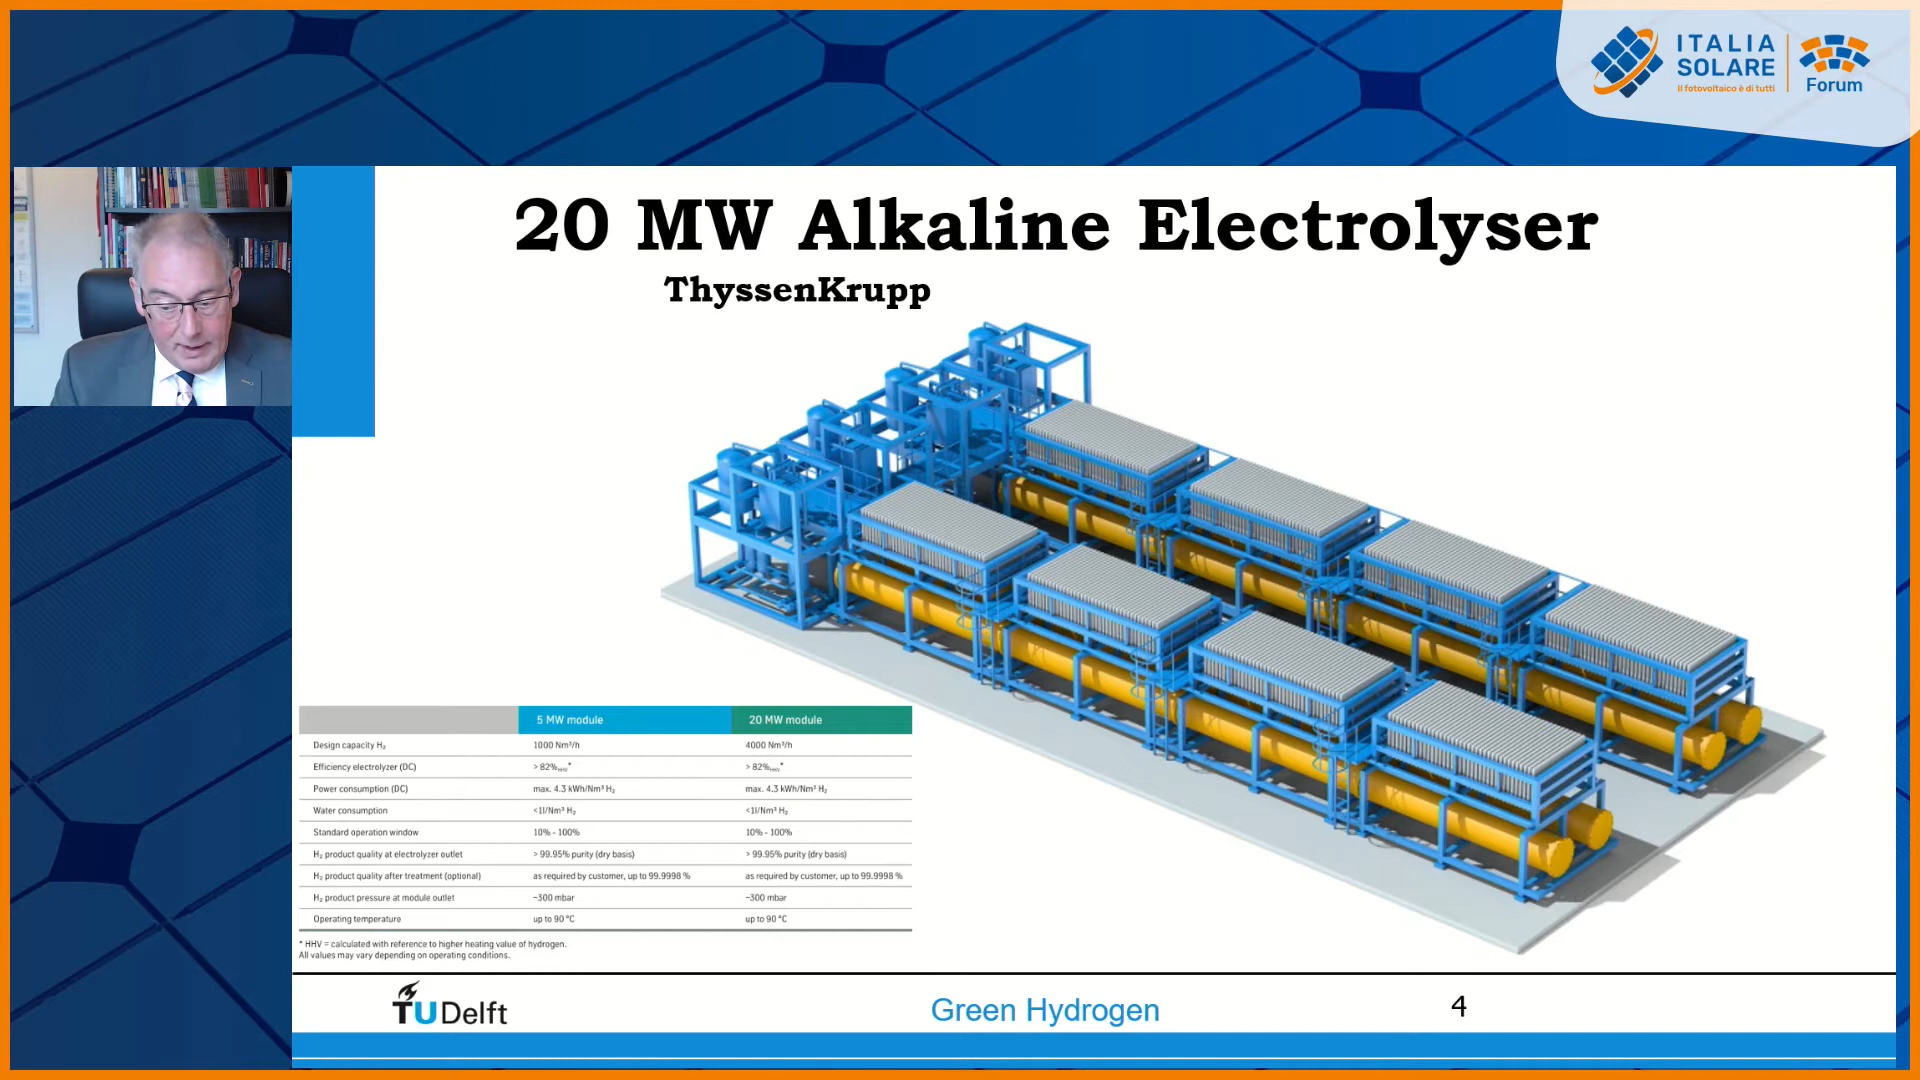 ITALIA
SOLARE
Il fotovoltaico è di tutti
Forum
20 MW Alkaline Electrolyser
ThyssenKrupp
5 MW module 20 MW module
Design capacity H₂ 1000 Nm³/h 4000 Nm³/h
Efficiency electrolyzer (DC) > 82%HHV* > 82%HHV*
Power consumption (DC) max. 4.3 kWh/Nm³ H₂ max. 4.3 kWh/Nm³ H₂
Water consumption <1l/Nm³ H₂ <1l/Nm³ H₂
Standard operation window 10% - 100% 10% - 100%
H₂ product quality at electrolyzer outlet > 99.95% purity (dry basis) > 99.95% purity (dry basis)
H₂ product quality after treatment (optional) as required by customer, up to 99.9998 % as required by customer, up to 99.9998 %
H₂ product pressure at module outlet ~300 mbar ~300 mbar
Operating temperature up to 90 °C up to 90 °C
* HHV = calculated with reference to higher heating value of hydrogen.
All values may vary depending on operating conditions.
TU Delft
Green Hydrogen
4